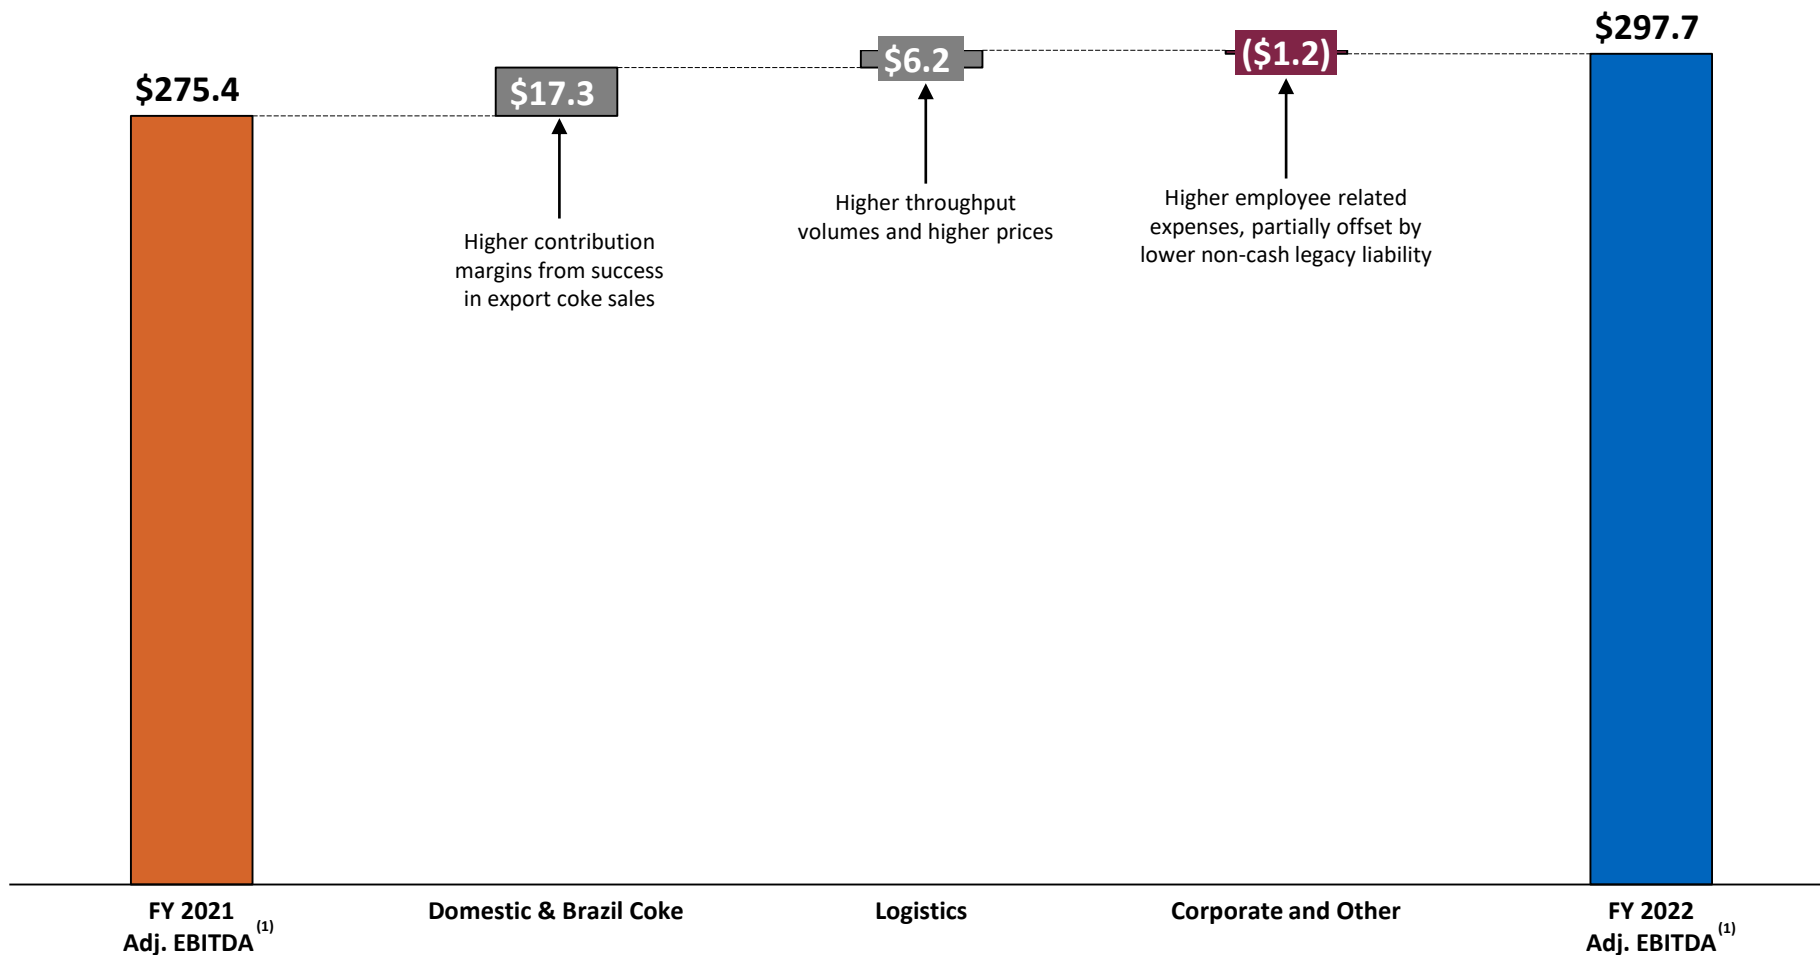 $275.4
$17.3
$6.2
($1.2)
$297.7
Higher contribution
margins from success
in export coke sales
Higher throughput
volumes and higher prices
Higher employee related
expenses, partially offset by
lower non-cash legacy liability
FY 2021
Adj. EBITDA (1)
Domestic & Brazil Coke
Logistics
Corporate and Other
FY 2022
Adj. EBITDA (1)